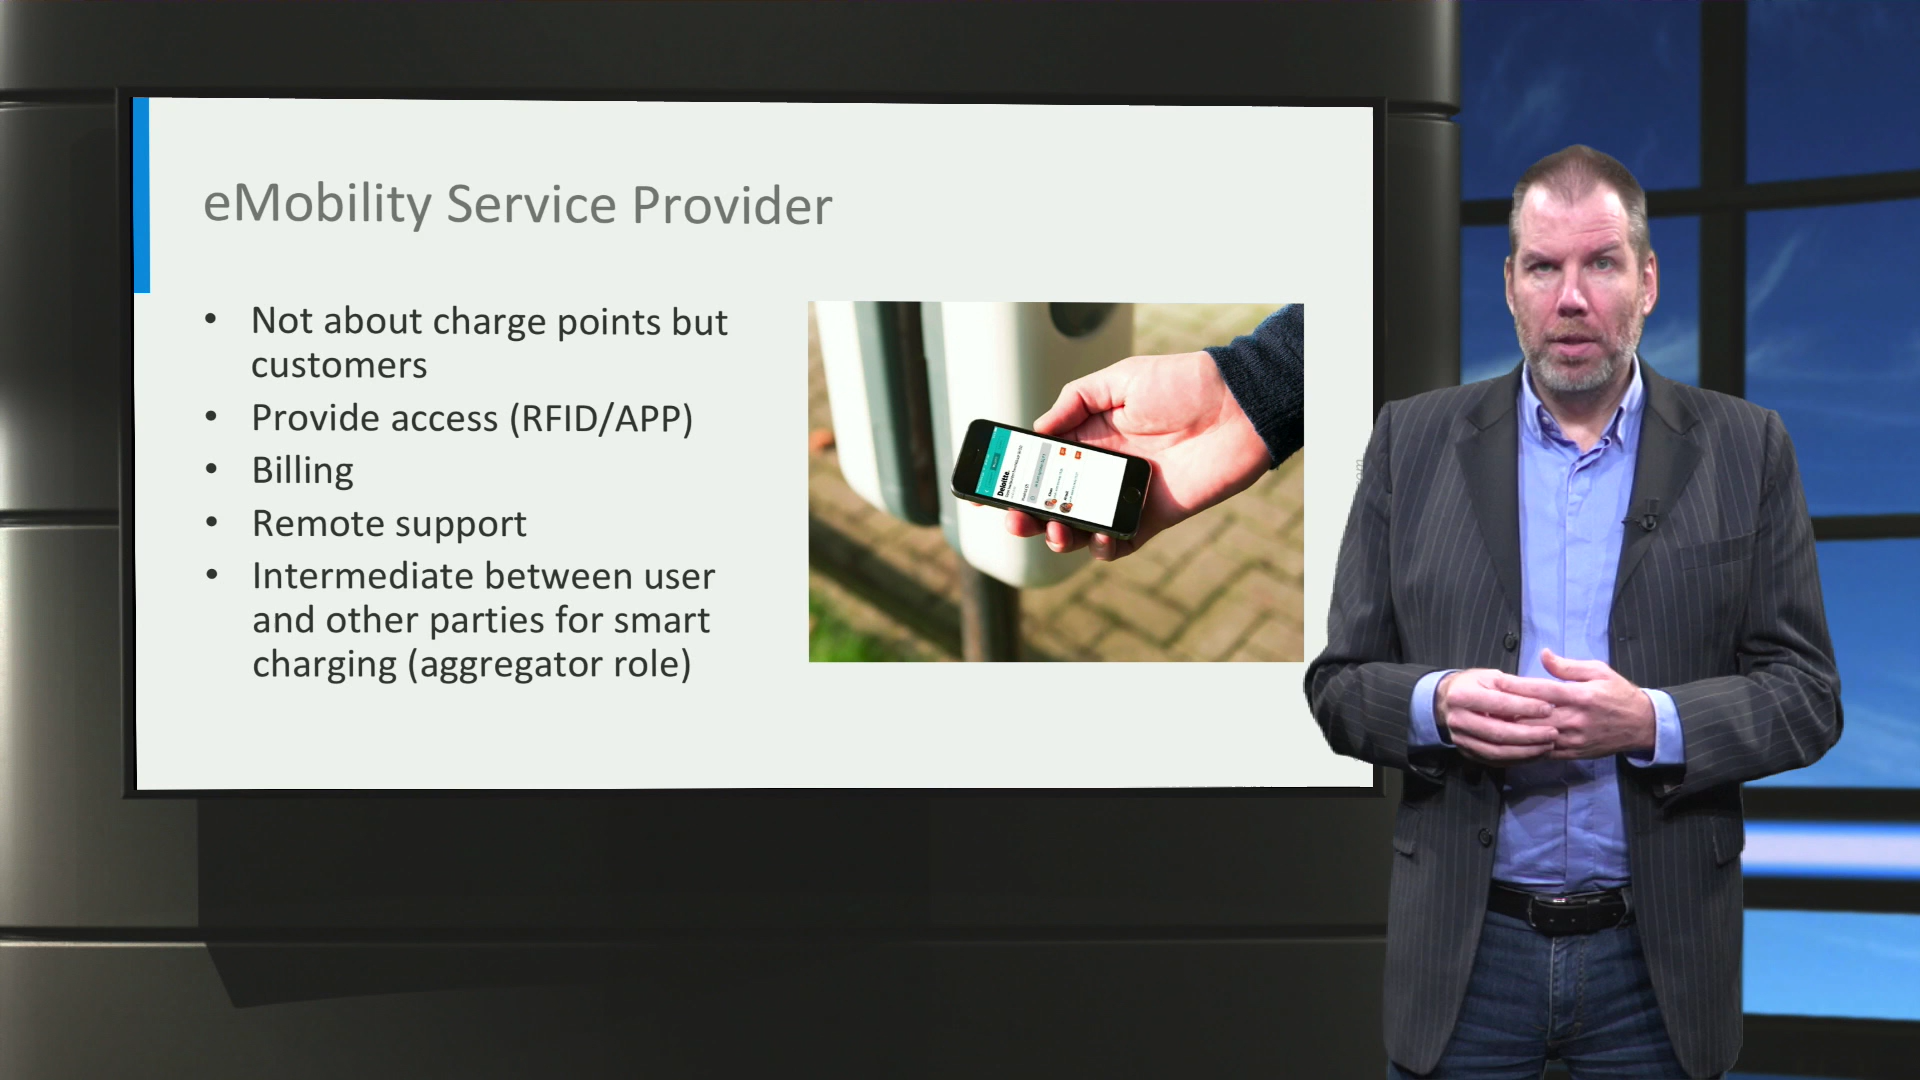 eMobility Service Provider
• Not about charge points but
customers
• Provide access (RFID/APP)
• Billing
• Remote support
• Intermediate between user
and other parties for smart
charging (aggregator role)
Deloitte.